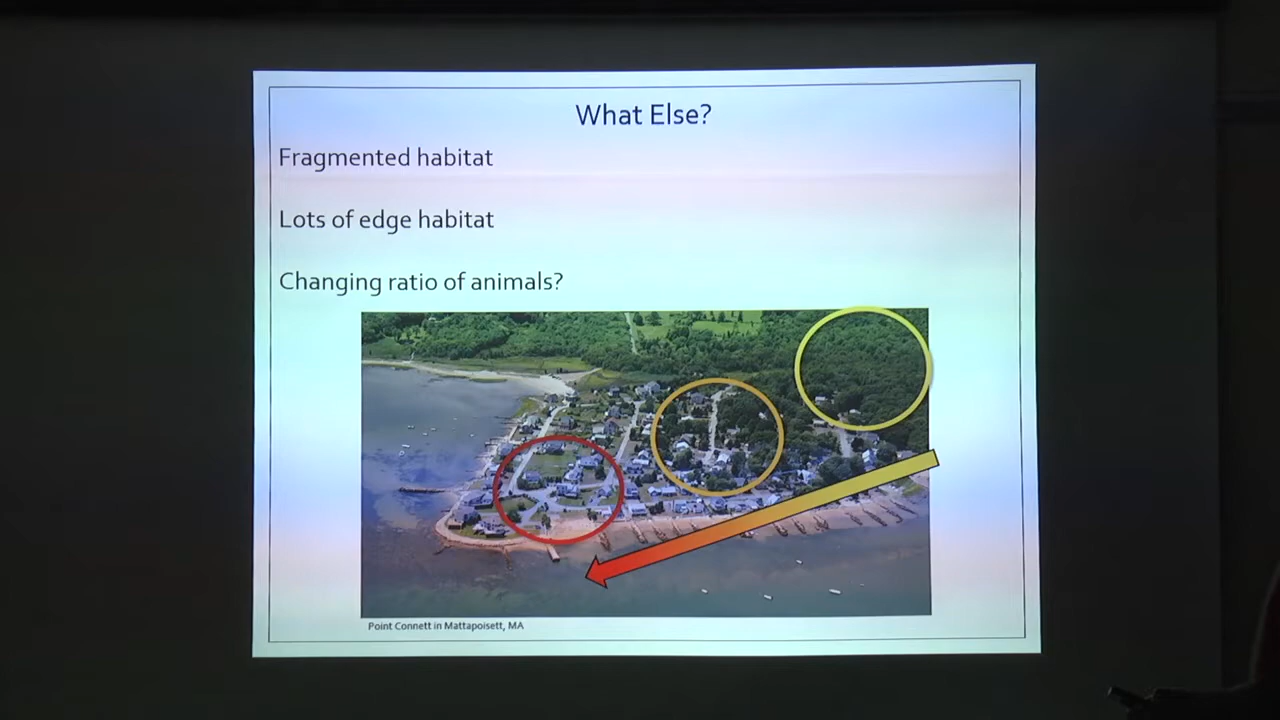 What Else?
Fragmented habitat
Lots of edge habitat
Changing ratio of animals?
Point Connett in Mattapoisett, MA